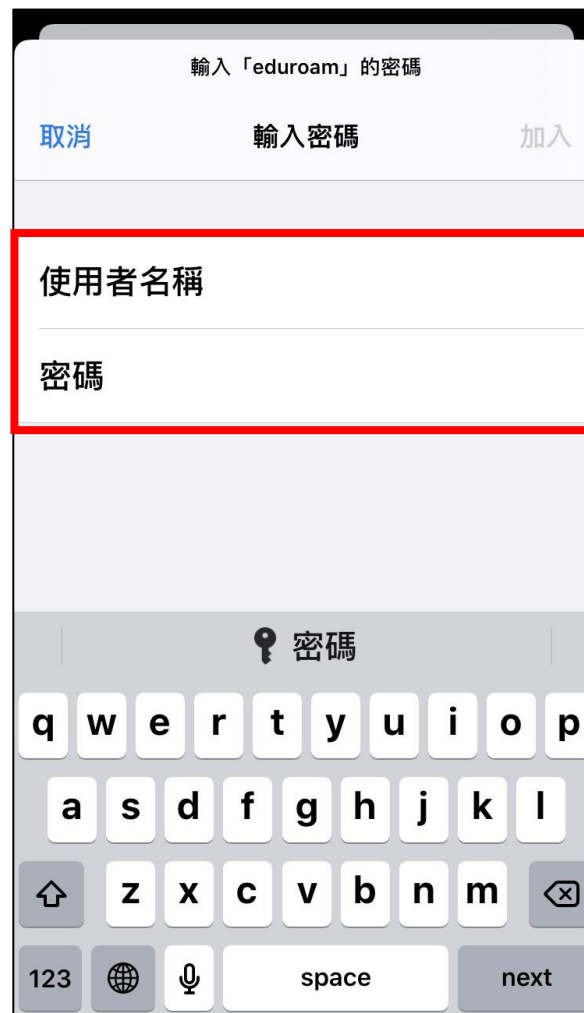 輸入「eduroam」的密碼
取消 輸入密碼 加入
使用者名稱
密碼
密碼
q w e r t y u i o p
a s d f g h j k l
z x c v b n m
123 space next